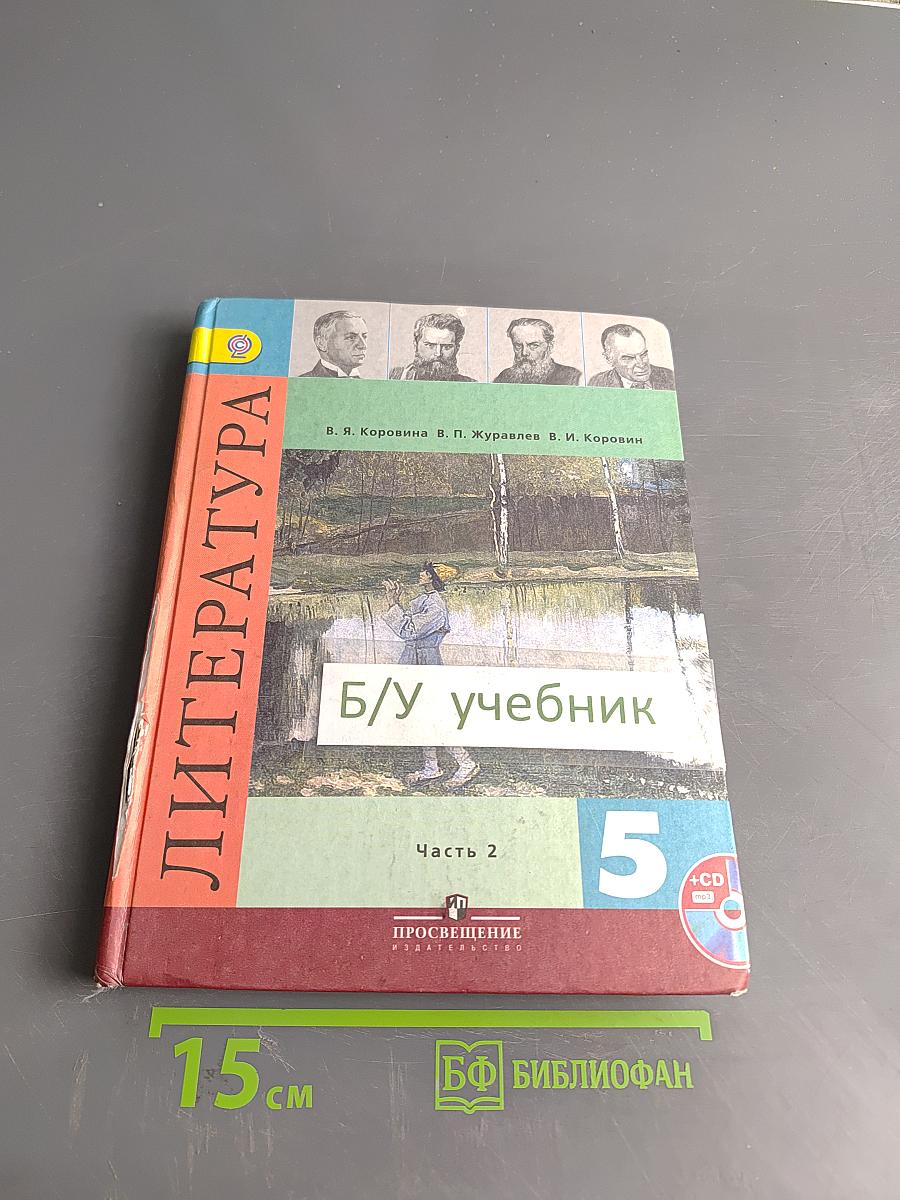 В. Я. Коровина В. П. Журавлев В. И. Коровин
ЛИТЕРАТУРА
Б/У учебник
Часть 2
5
+CD
mp3
ПРОСВЕЩЕНИЕ
ИЗДАТЕЛЬСТВО
15 см
БФ БИБЛИОФАН